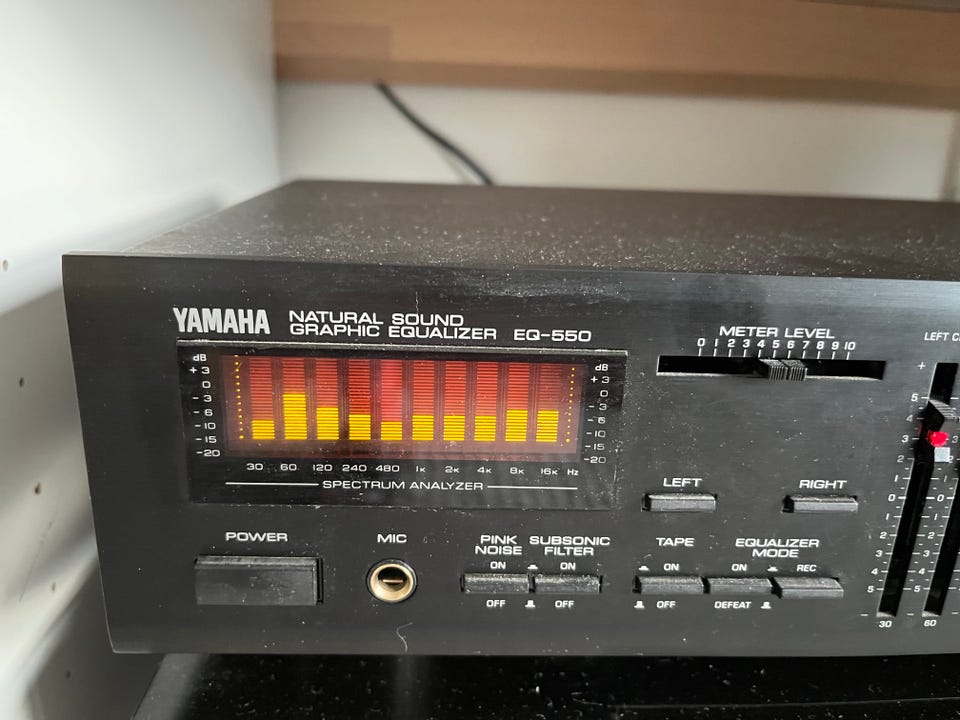 YAMAHA NATURAL SOUND
GRAPHIC EQUALIZER EQ-550
METER LEVEL
0 1 2 3 4 5 6 7 8 9 10
LEFT
dB dB
+3 +3
0 0
-3 -3
-6 -6
-10 -10
-15 -15
-20 -20
30 60 120 240 480 1K 2K 4K 8K 16K Hz
SPECTRUM ANALYZER
LEFT RIGHT
+
5
4
3
2
1
0
1
2
3
4
5
-
30 60
POWER MIC
PINK NOISE SUBSONIC FILTER
ON ON
OFF OFF
TAPE EQUALIZER MODE
ON ON REC
OFF DEFEAT